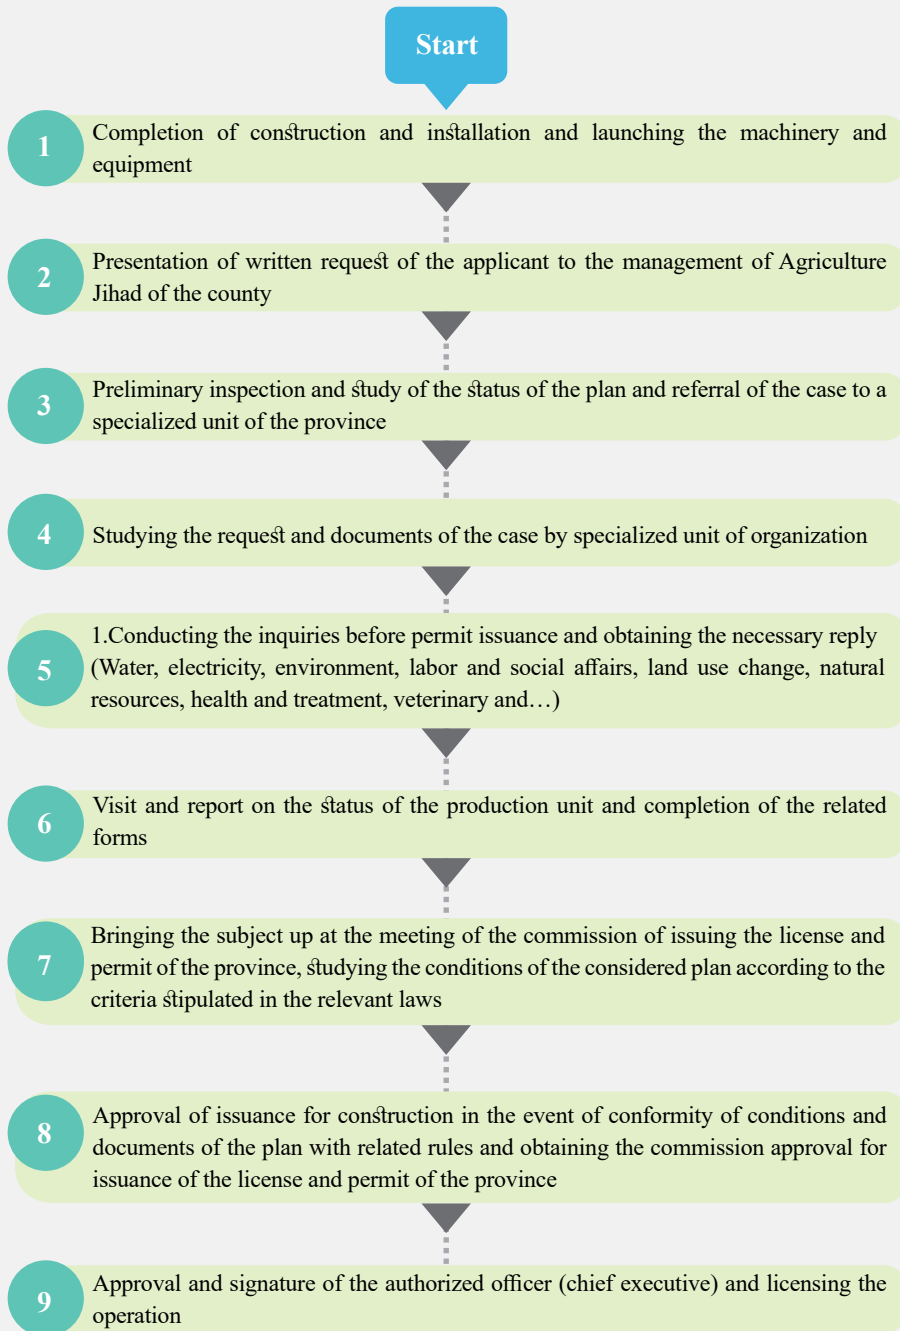 Start
1
Completion of construction and installation and launching the machinery and
equipment
2
Presentation of written request of the applicant to the management of Agriculture
Jihad of the county
3
Preliminary inspection and study of the status of the plan and referral of the case to a
specialized unit of the province
4
Studying the request and documents of the case by specialized unit of organization
5
1.Conducting the inquiries before permit issuance and obtaining the necessary reply
(Water, electricity, environment, labor and social affairs, land use change, natural
resources, health and treatment, veterinary and…)
6
Visit and report on the status of the production unit and completion of the related
forms
7
Bringing the subject up at the meeting of the commission of issuing the license and
permit of the province, studying the conditions of the considered plan according to the
criteria stipulated in the relevant laws
8
Approval of issuance for construction in the event of conformity of conditions and
documents of the plan with related rules and obtaining the commission approval for
issuance of the license and permit of the province
9
Approval and signature of the authorized officer (chief executive) and licensing the
operation